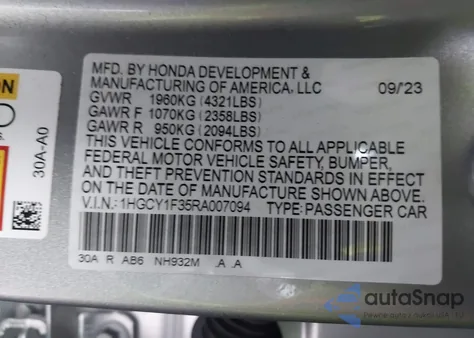 MFD. BY HONDA DEVELOPMENT &
MANUFACTURING OF AMERICA, LLC 09/'23
GVWR 1960KG (4321LBS)
GAWR F 1070KG (2358LBS)
GAWR R 950KG (2094LBS)
THIS VEHICLE CONFORMS TO ALL APPLICABLE
FEDERAL MOTOR VEHICLE SAFETY, BUMPER,
AND THEFT PREVENTION STANDARDS IN EFFECT
ON THE DATE OF MANUFACTURE SHOWN ABOVE.
V.I.N.: 1HGCY1F35RA007094 TYPE: PASSENGER CAR
30A R AB6 NH932M .A .A
ON
30A-A0
autoSnap